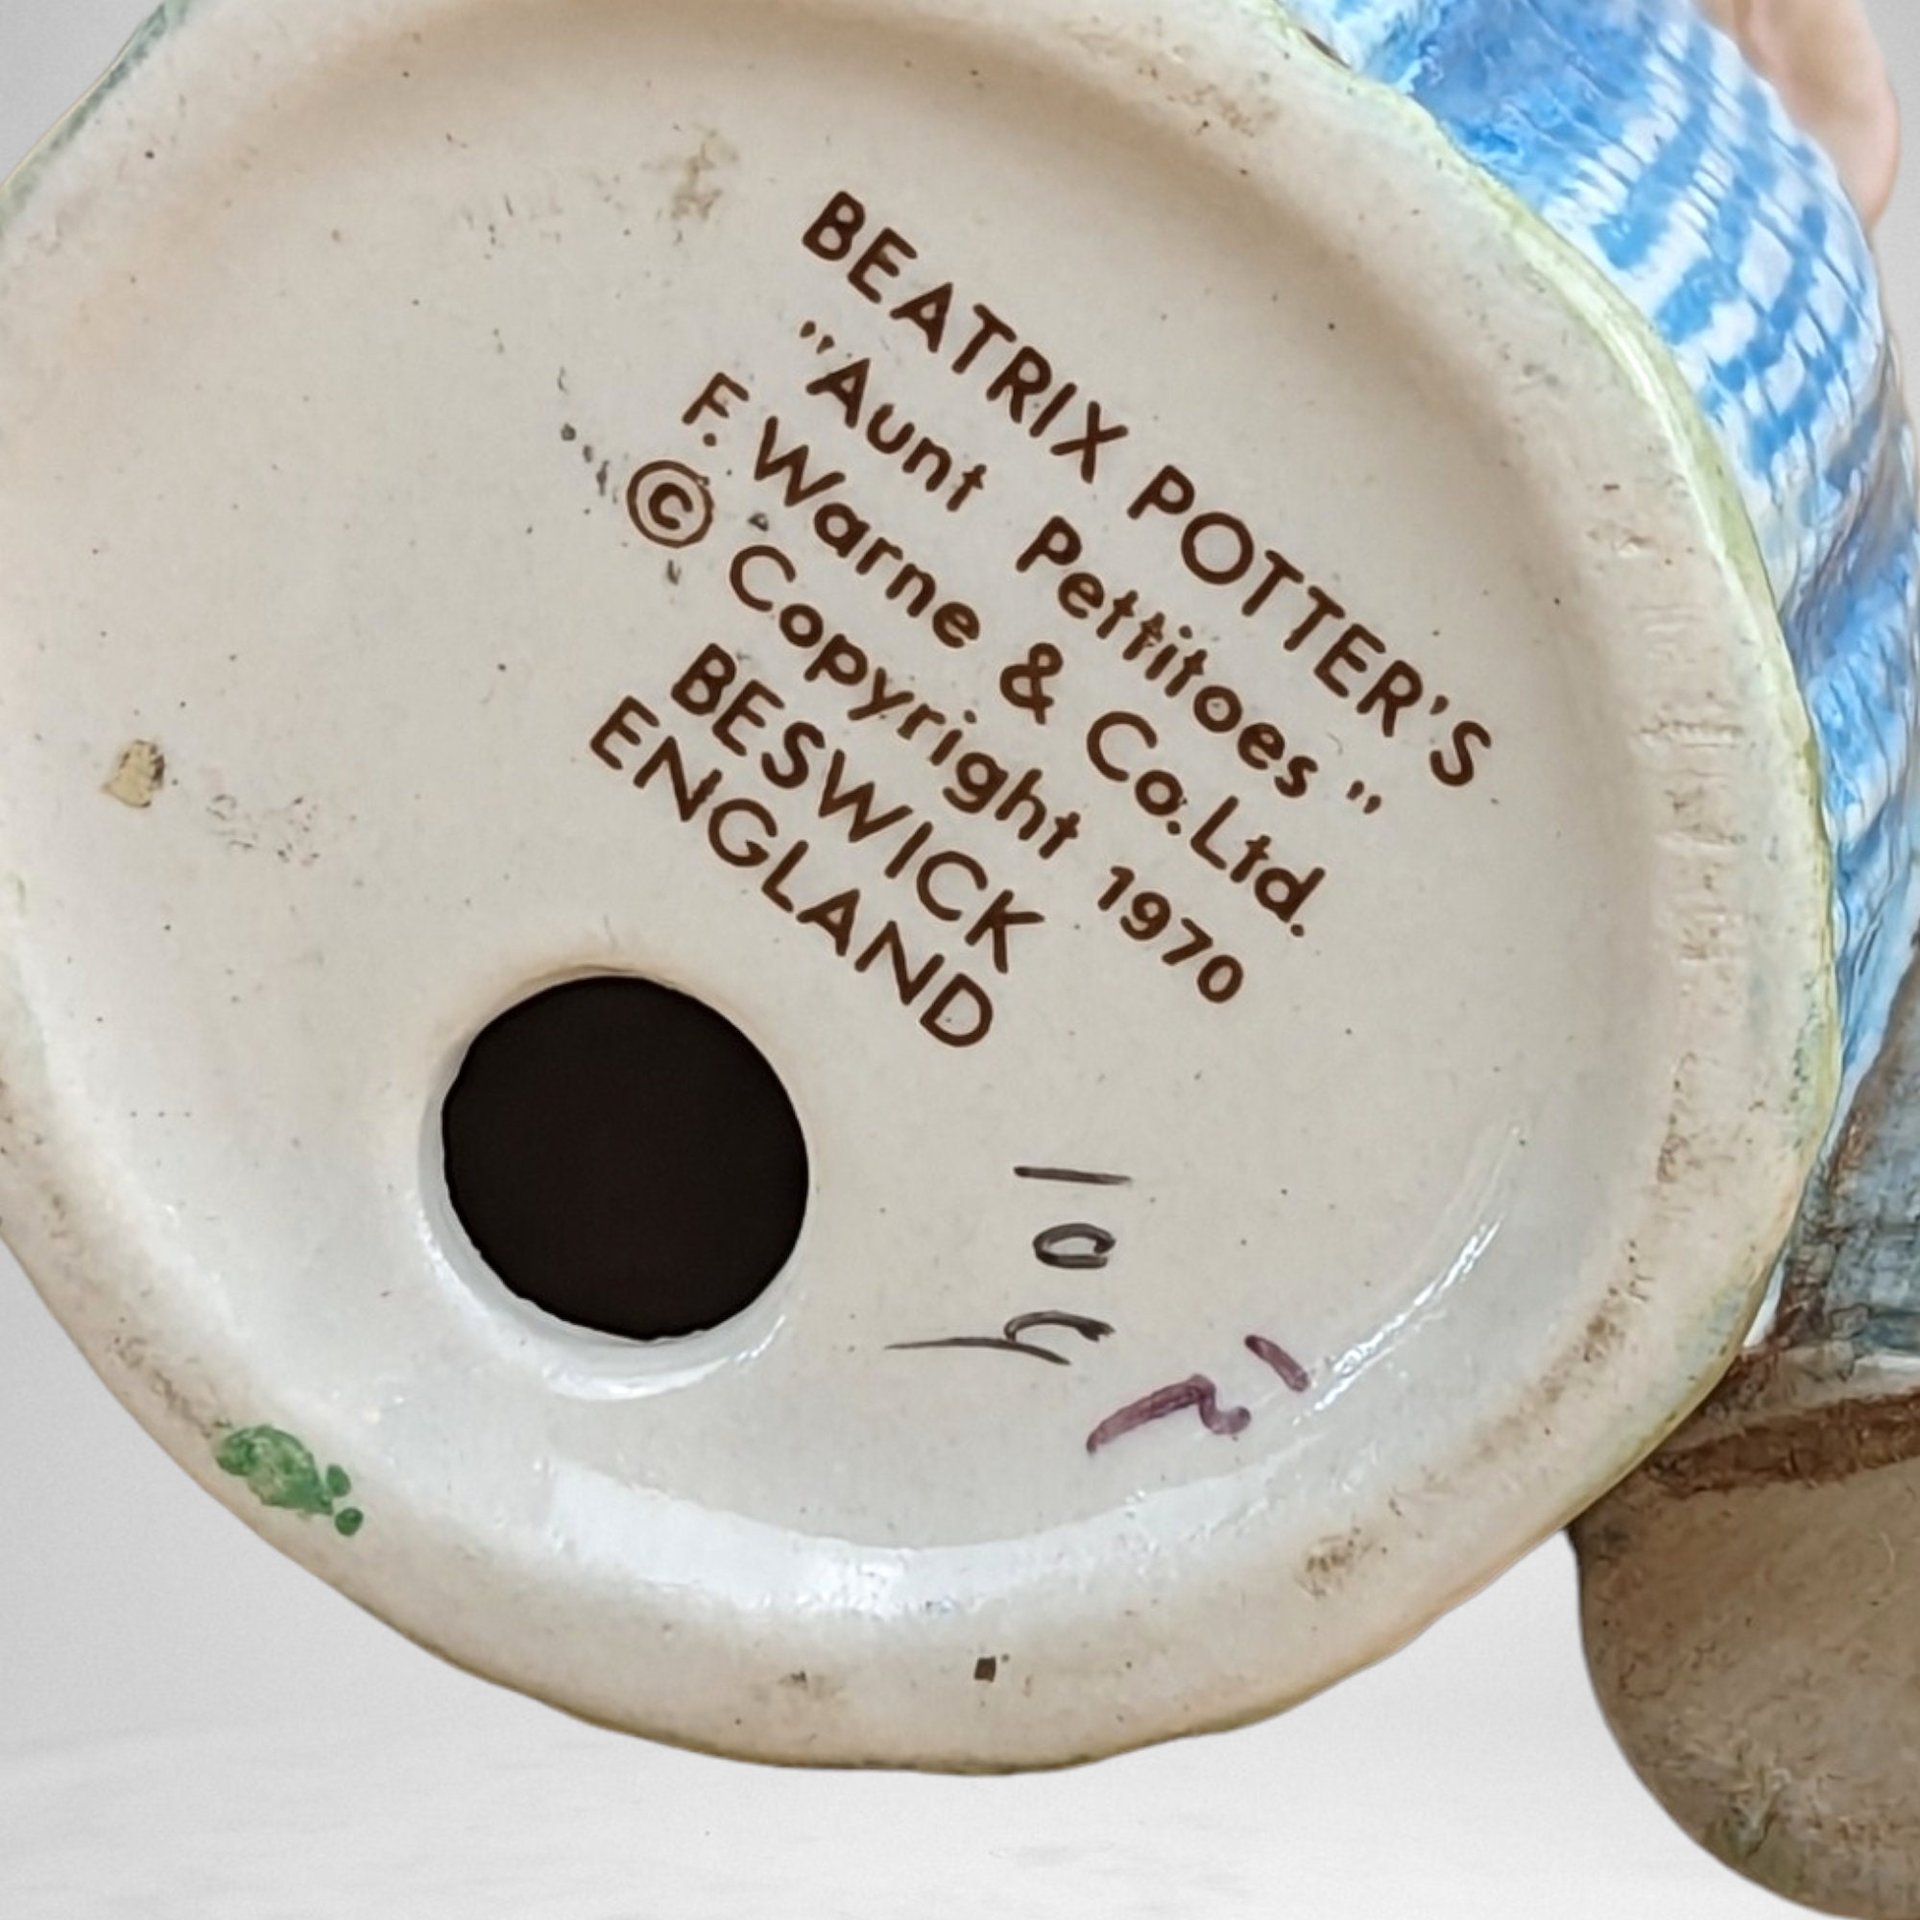 BEATRIX POTTER'S
"Aunt Pettitoes"
F. Warne & Co. Ltd.
© Copyright 1970
BESWICK
ENGLAND